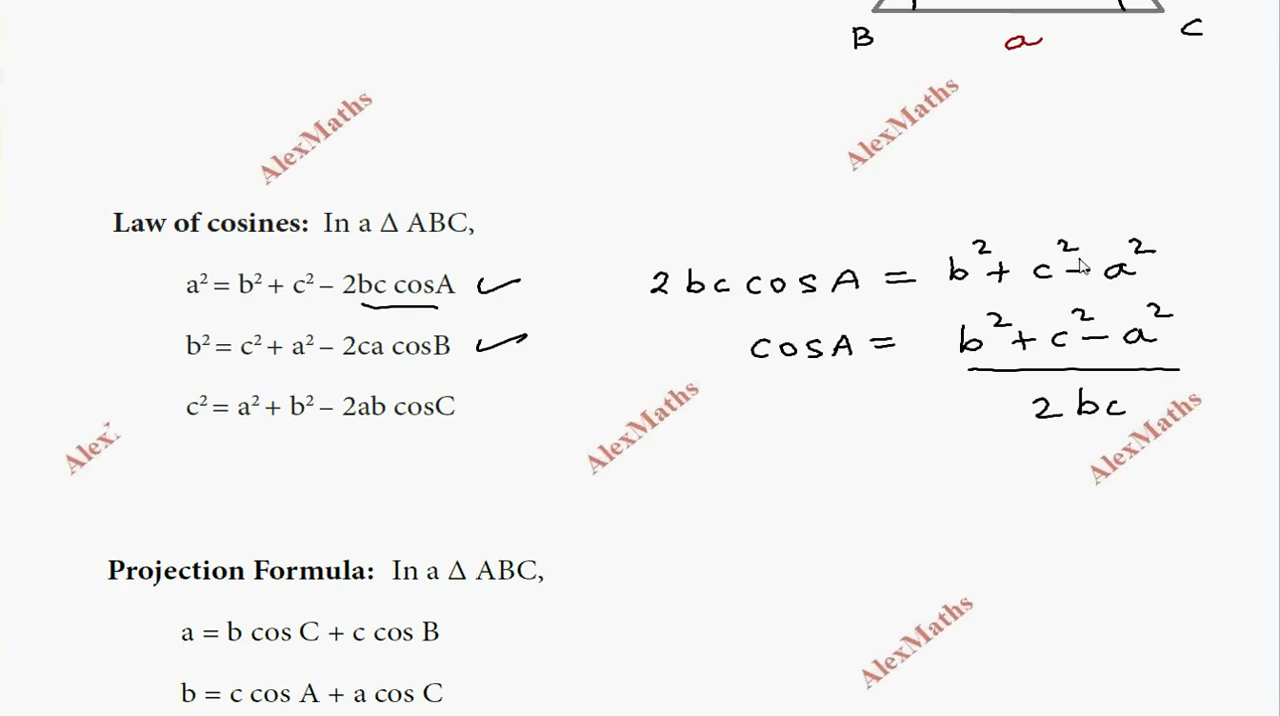 B a C
AlexMaths AlexMaths
Law of cosines: In a Δ ABC,
a² = b² + c² – 2bc cosA
2bc cosA = b² + c² – a²
b² = c² + a² – 2ca cosB
cosA = b² + c² – a²
2bc
c² = a² + b² – 2ab cosC
Alex AlexMaths AlexMaths
Projection Formula: In a Δ ABC,
a = b cos C + c cos B
AlexMaths
b = c cos A + a cos C